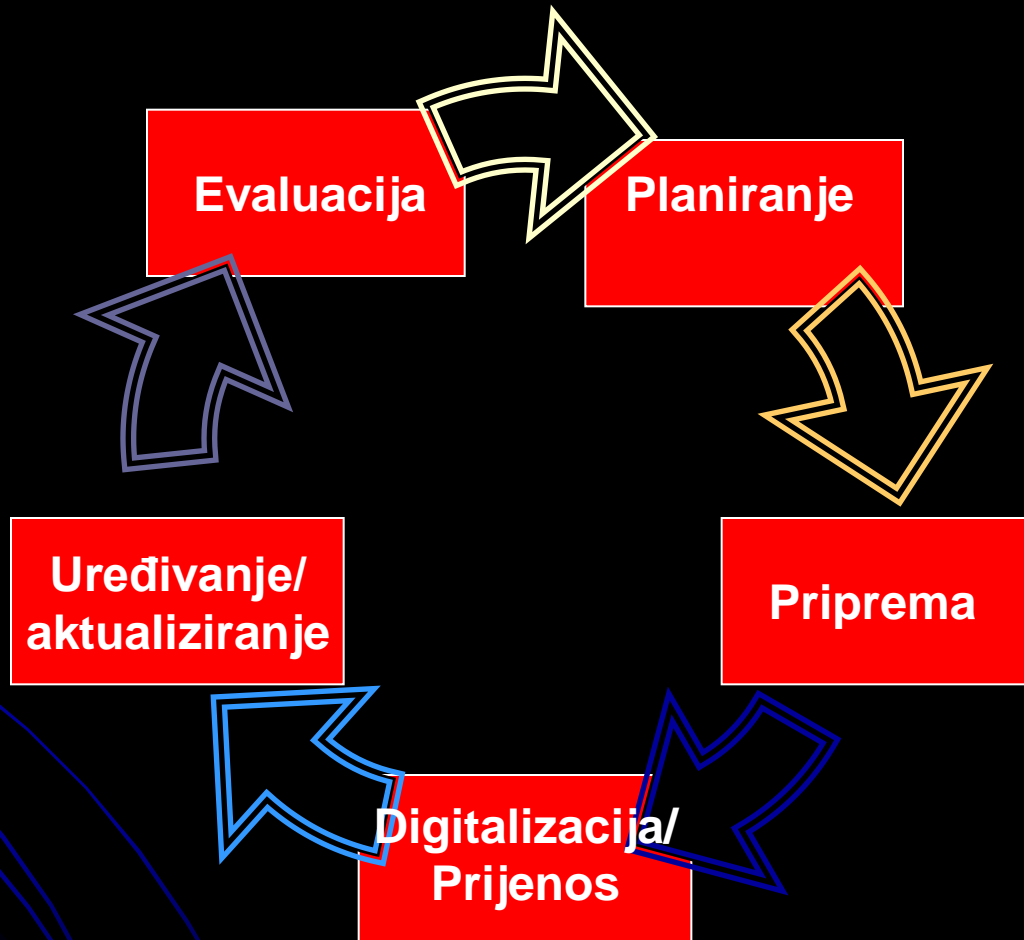 Evaluacija
Planiranje
Uređivanje/
aktualiziranje
Priprema
Digitalizacija/
Prijenos